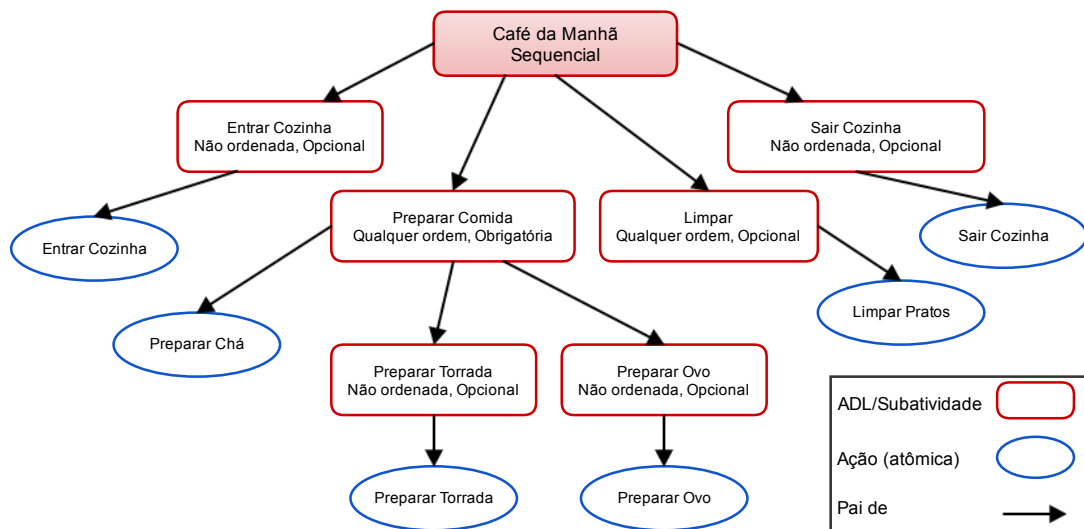 Café da Manhã
Sequencial
Entrar Cozinha
Não ordenada, Opcional
Sair Cozinha
Não ordenada, Opcional
Entrar Cozinha
Preparar Comida
Qualquer ordem, Obrigatória
Limpar
Qualquer ordem, Opcional
Sair Cozinha
Preparar Chá
Limpar Pratos
Preparar Torrada
Não ordenada, Opcional
Preparar Ovo
Não ordenada, Opcional
Preparar Torrada
Preparar Ovo
ADL/Subatividade
Ação (atômica)
Pai de